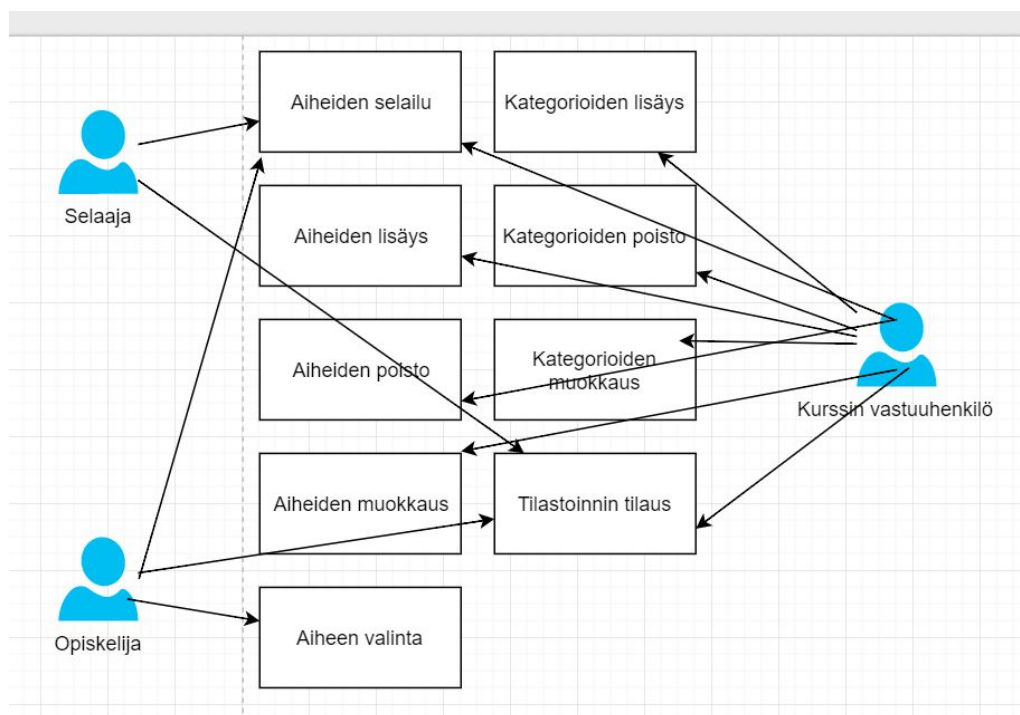 Aiheiden selailu
Kategorioiden lisäys
Selaaja
Aiheiden lisäys
Kategorioiden poisto
Aiheiden poisto
Kategorioiden
muokkaus
Kurssin vastuuhenkilö
Aiheiden muokkaus
Tilastoinnin tilaus
Opiskelija
Aiheen valinta